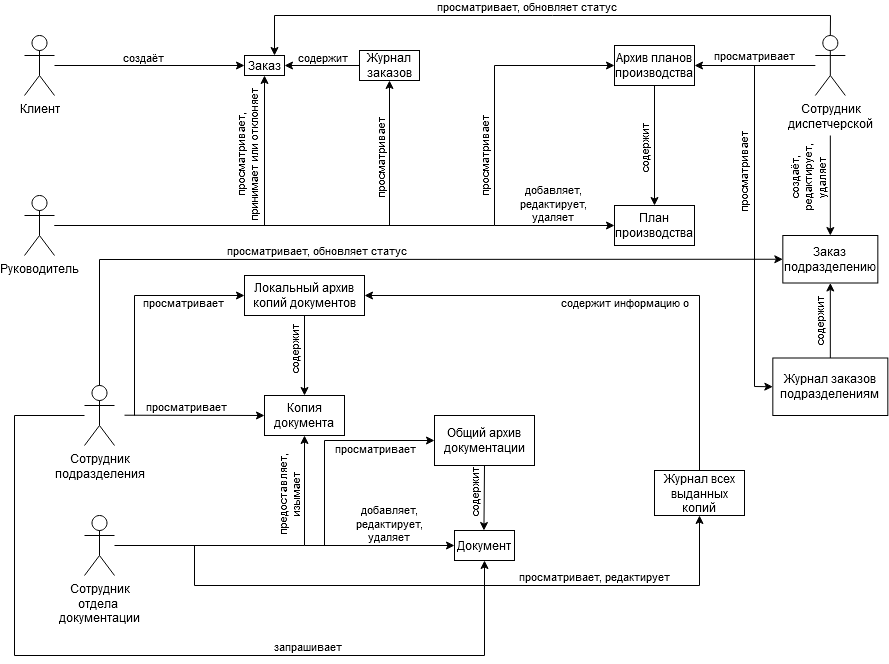 просматривает, обновляет статус
создаёт
Заказ
содержит
Журнал
заказов
Архив планов
производства
просматривает
Клиент
Сотрудник
диспетчерской
просматривает,
принимает или отклоняет
просматривает
просматривает
содержит
просматривает
создаёт,
редактирует,
удаляет
добавляет,
редактирует,
удаляет
План
производства
Руководитель
просматривает, обновляет статус
Заказ
подразделению
просматривает
Локальный архив
копий документов
содержит информацию о
содержит
содержит
Журнал заказов
подразделениям
просматривает
Копия
документа
Сотрудник
подразделения
Общий архив
документации
просматривает
предоставляет,
изымает
содержит
Журнал всех
выданных
копий
добавляет,
редактирует,
удаляет
Документ
просматривает, редактирует
Сотрудник
отдела
документации
запрашивает